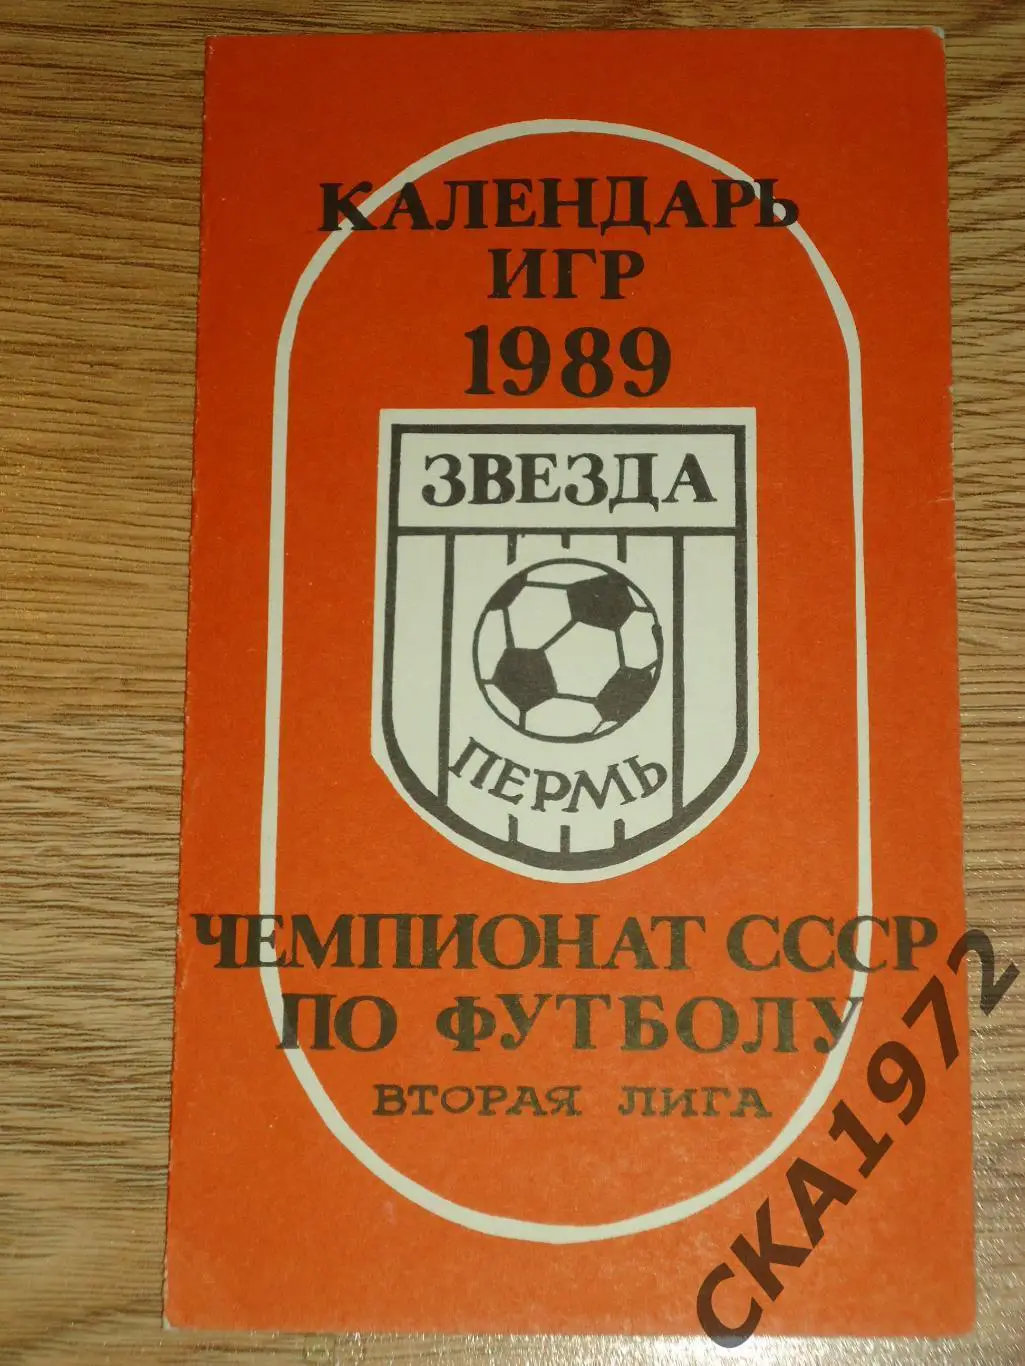 КАЛЕНДАРЬ
ИГР
1989
ЗВЕЗДА
ПЕРМЬ
ЧЕМПИОНАТ СССР
ПО ФУТБОЛУ
ВТОРАЯ ЛИГА
СКА1972